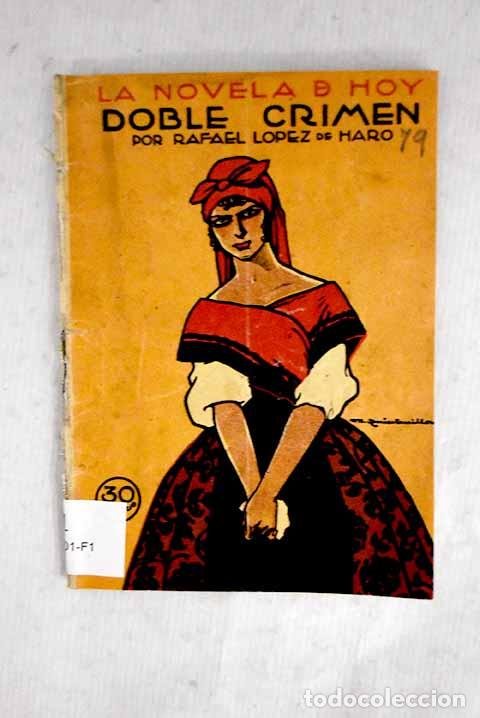 LA NOVELA D HOY
DOBLE CRIMEN
POR RAFAEL LOPEZ DE HARO
79
30
01-F1
todocoleccion